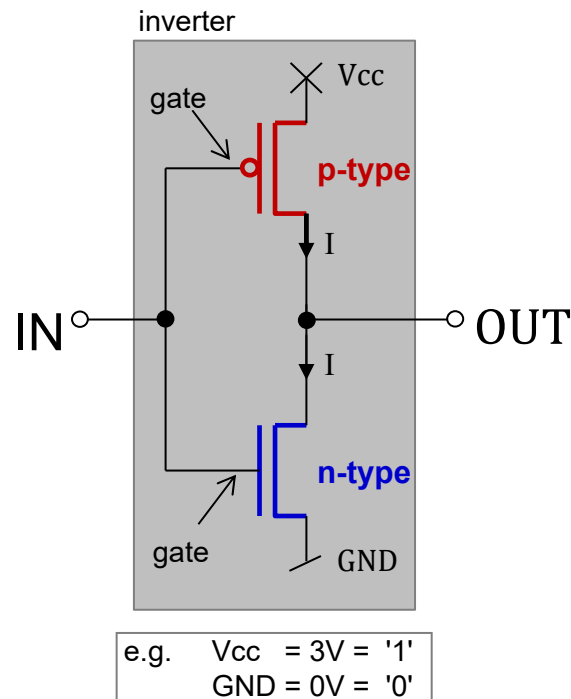 inverter
Vcc
gate
p-type
I
IN
OUT
I
n-type
gate
GND
e.g. Vcc = 3V = '1'
GND = 0V = '0'